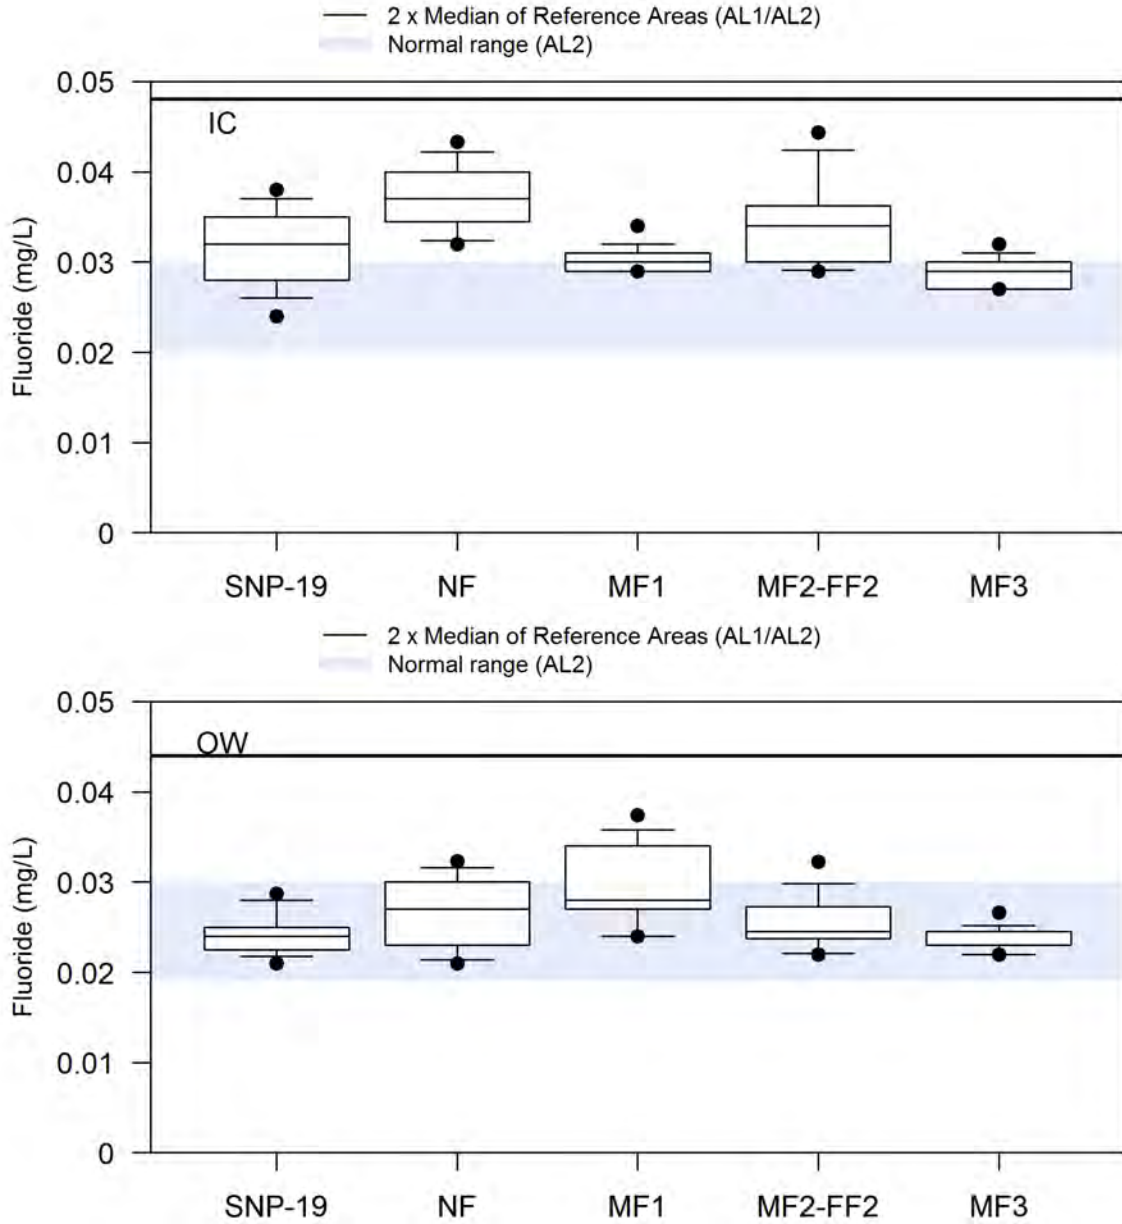 2 x Median of Reference Areas (AL1/AL2)
Normal range (AL2)
0.05
IC
0.04
0.03
0.02
0.01
0
Fluoride (mg/L)
SNP-19 NF MF1 MF2-FF2 MF3
2 x Median of Reference Areas (AL1/AL2)
Normal range (AL2)
0.05
OW
0.04
0.03
0.02
0.01
0
Fluoride (mg/L)
SNP-19 NF MF1 MF2-FF2 MF3